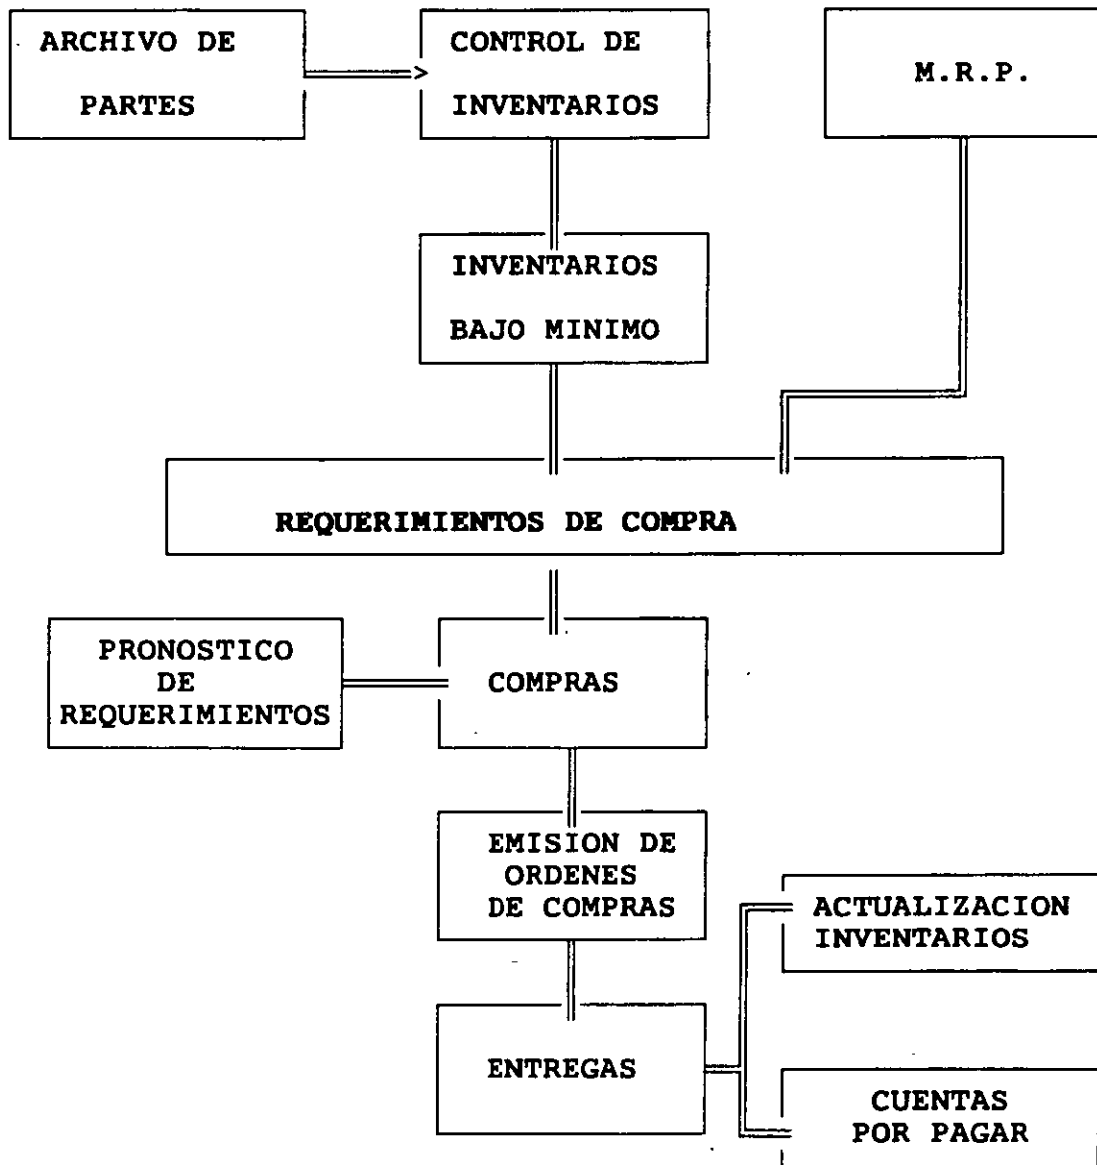 ARCHIVO DE
PARTES
CONTROL DE
INVENTARIOS
M.R.P.
INVENTARIOS
BAJO MINIMO
REQUERIMIENTOS DE COMPRA
PRONOSTICO
DE
REQUERIMIENTOS
COMPRAS
EMISION DE
ORDENES
DE COMPRAS
ACTUALIZACION
INVENTARIOS
ENTREGAS
CUENTAS
POR PAGAR